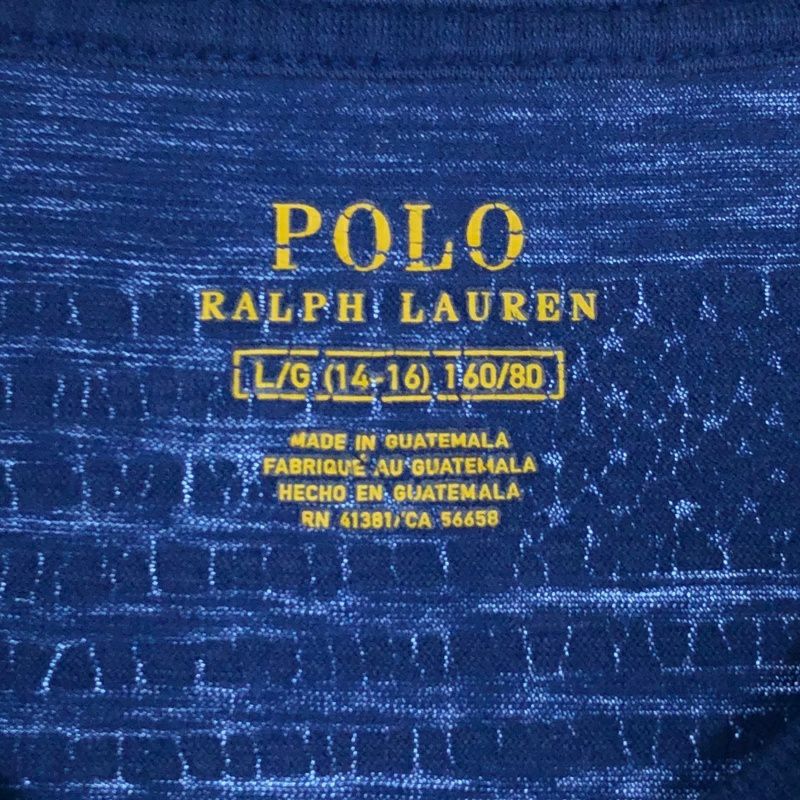 POLO
RALPH LAUREN
L/G (14-16) 160/80
MADE IN GUATEMALA
FABRIQUÉ AU GUATEMALA
HECHO EN GUATEMALA
RN 41381/CA 56658